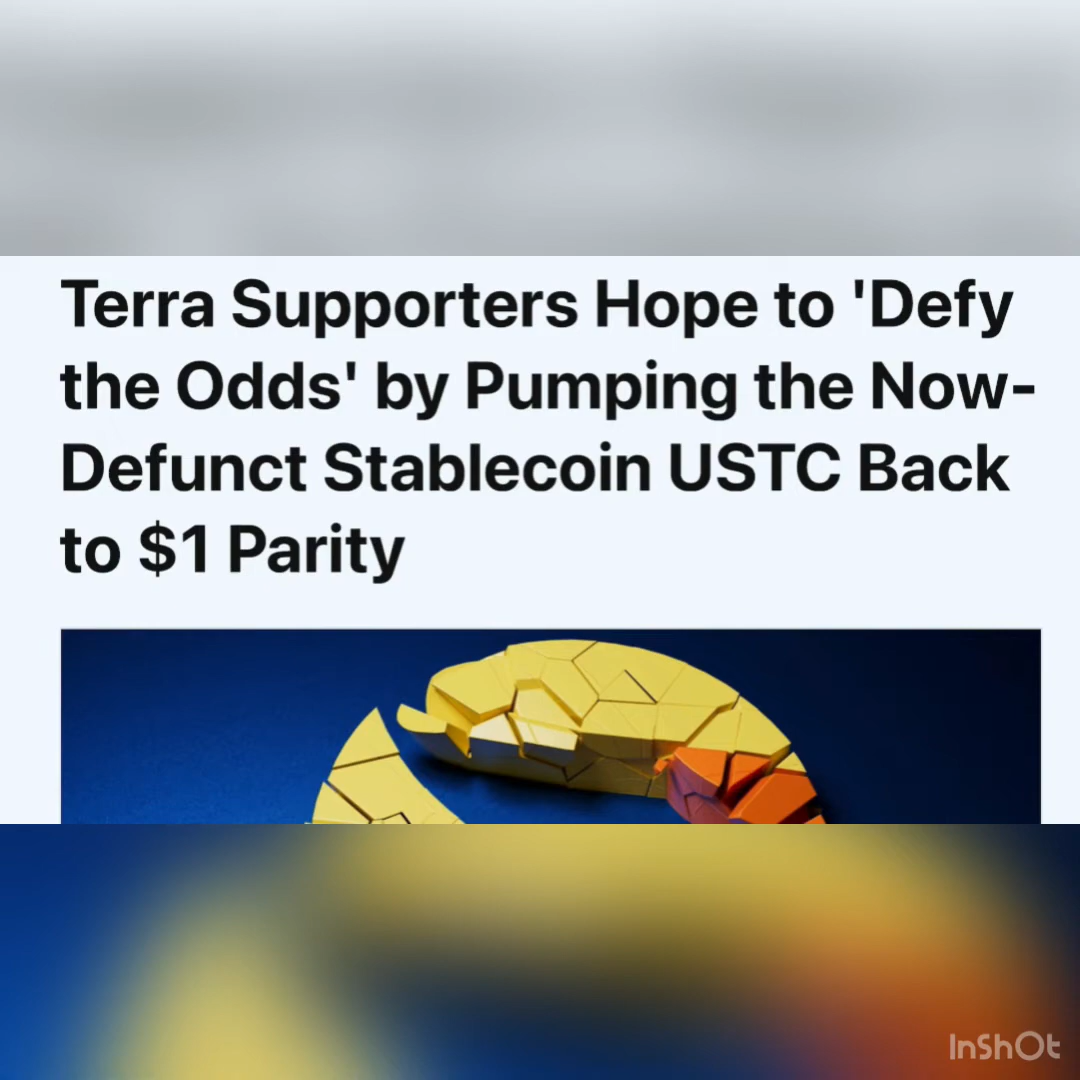 Terra Supporters Hope to 'Defy
the Odds' by Pumping the Now-
Defunct Stablecoin USTC Back
to $1 Parity
InShOt